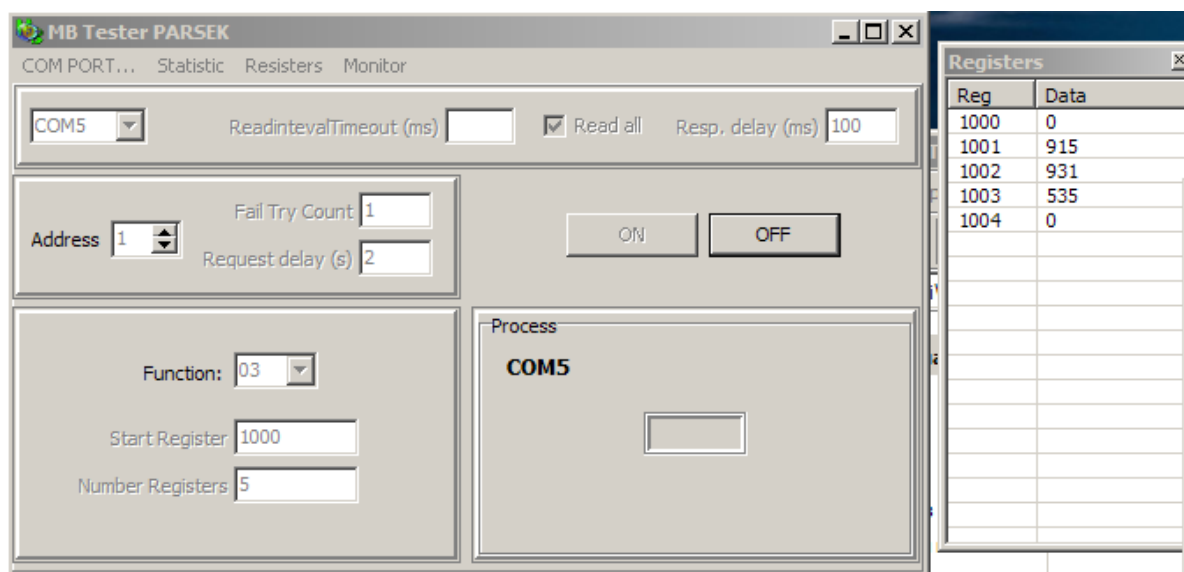 MB Tester PARSEK
COM PORT... Statistic Resisters Monitor
COM5 ReadintevalTimeout (ms) Read all Resp. delay (ms) 100
Address 1
Fail Try Count 1
Request delay (s) 2
ON OFF
Function: 03
Start Register 1000
Number Registers 5
Process
COM5
Registers
Reg Data
1000 0
1001 915
1002 931
1003 535
1004 0